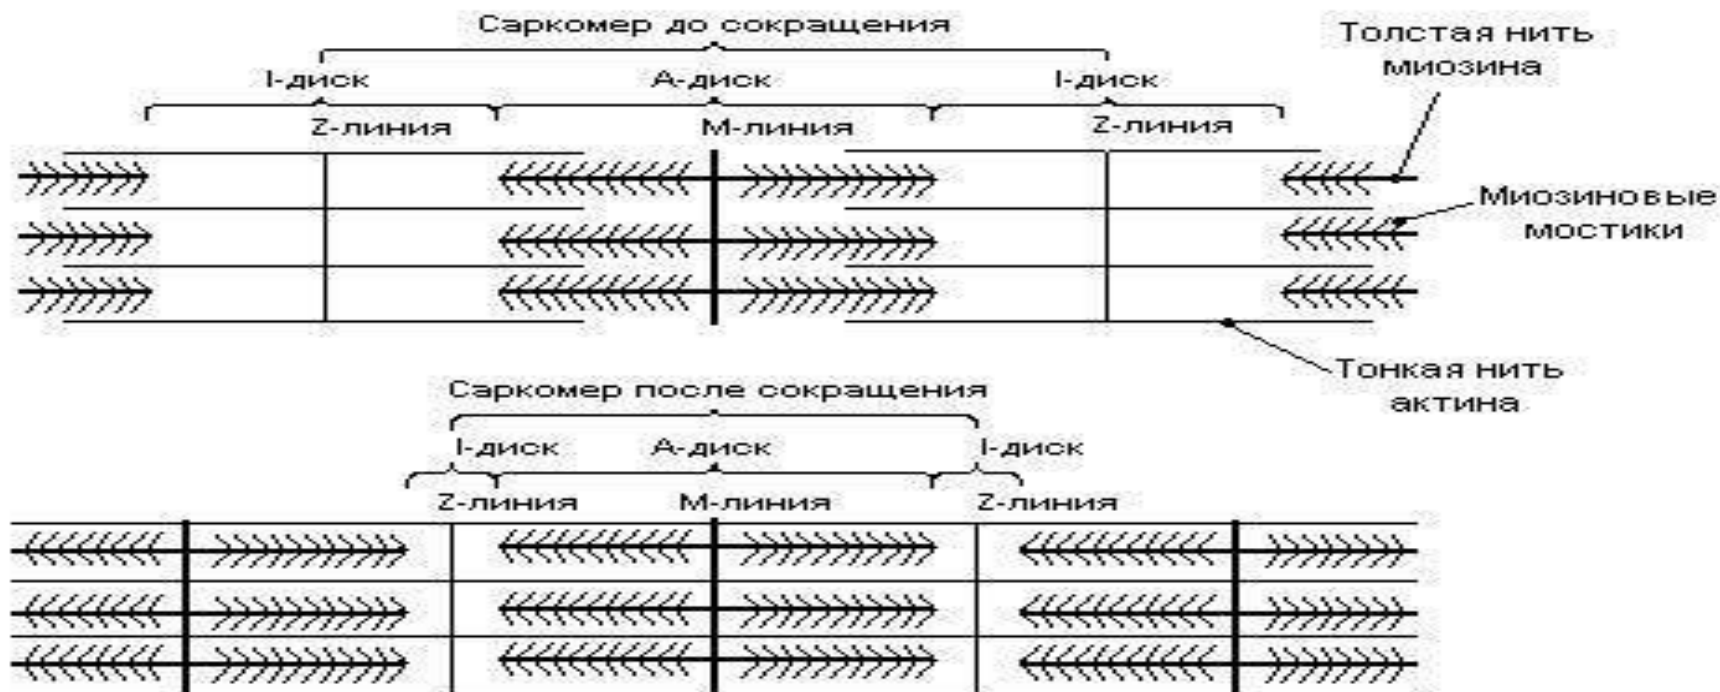 Саркомер до сокращения
Толстая нить
миозина
I-диск А-диск I-диск
Z-линия М-линия Z-линия
Миозиновые
мостики
Тонкая нить
актина
Саркомер после сокращения
I-диск А-диск I-диск
Z-линия М-линия Z-линия